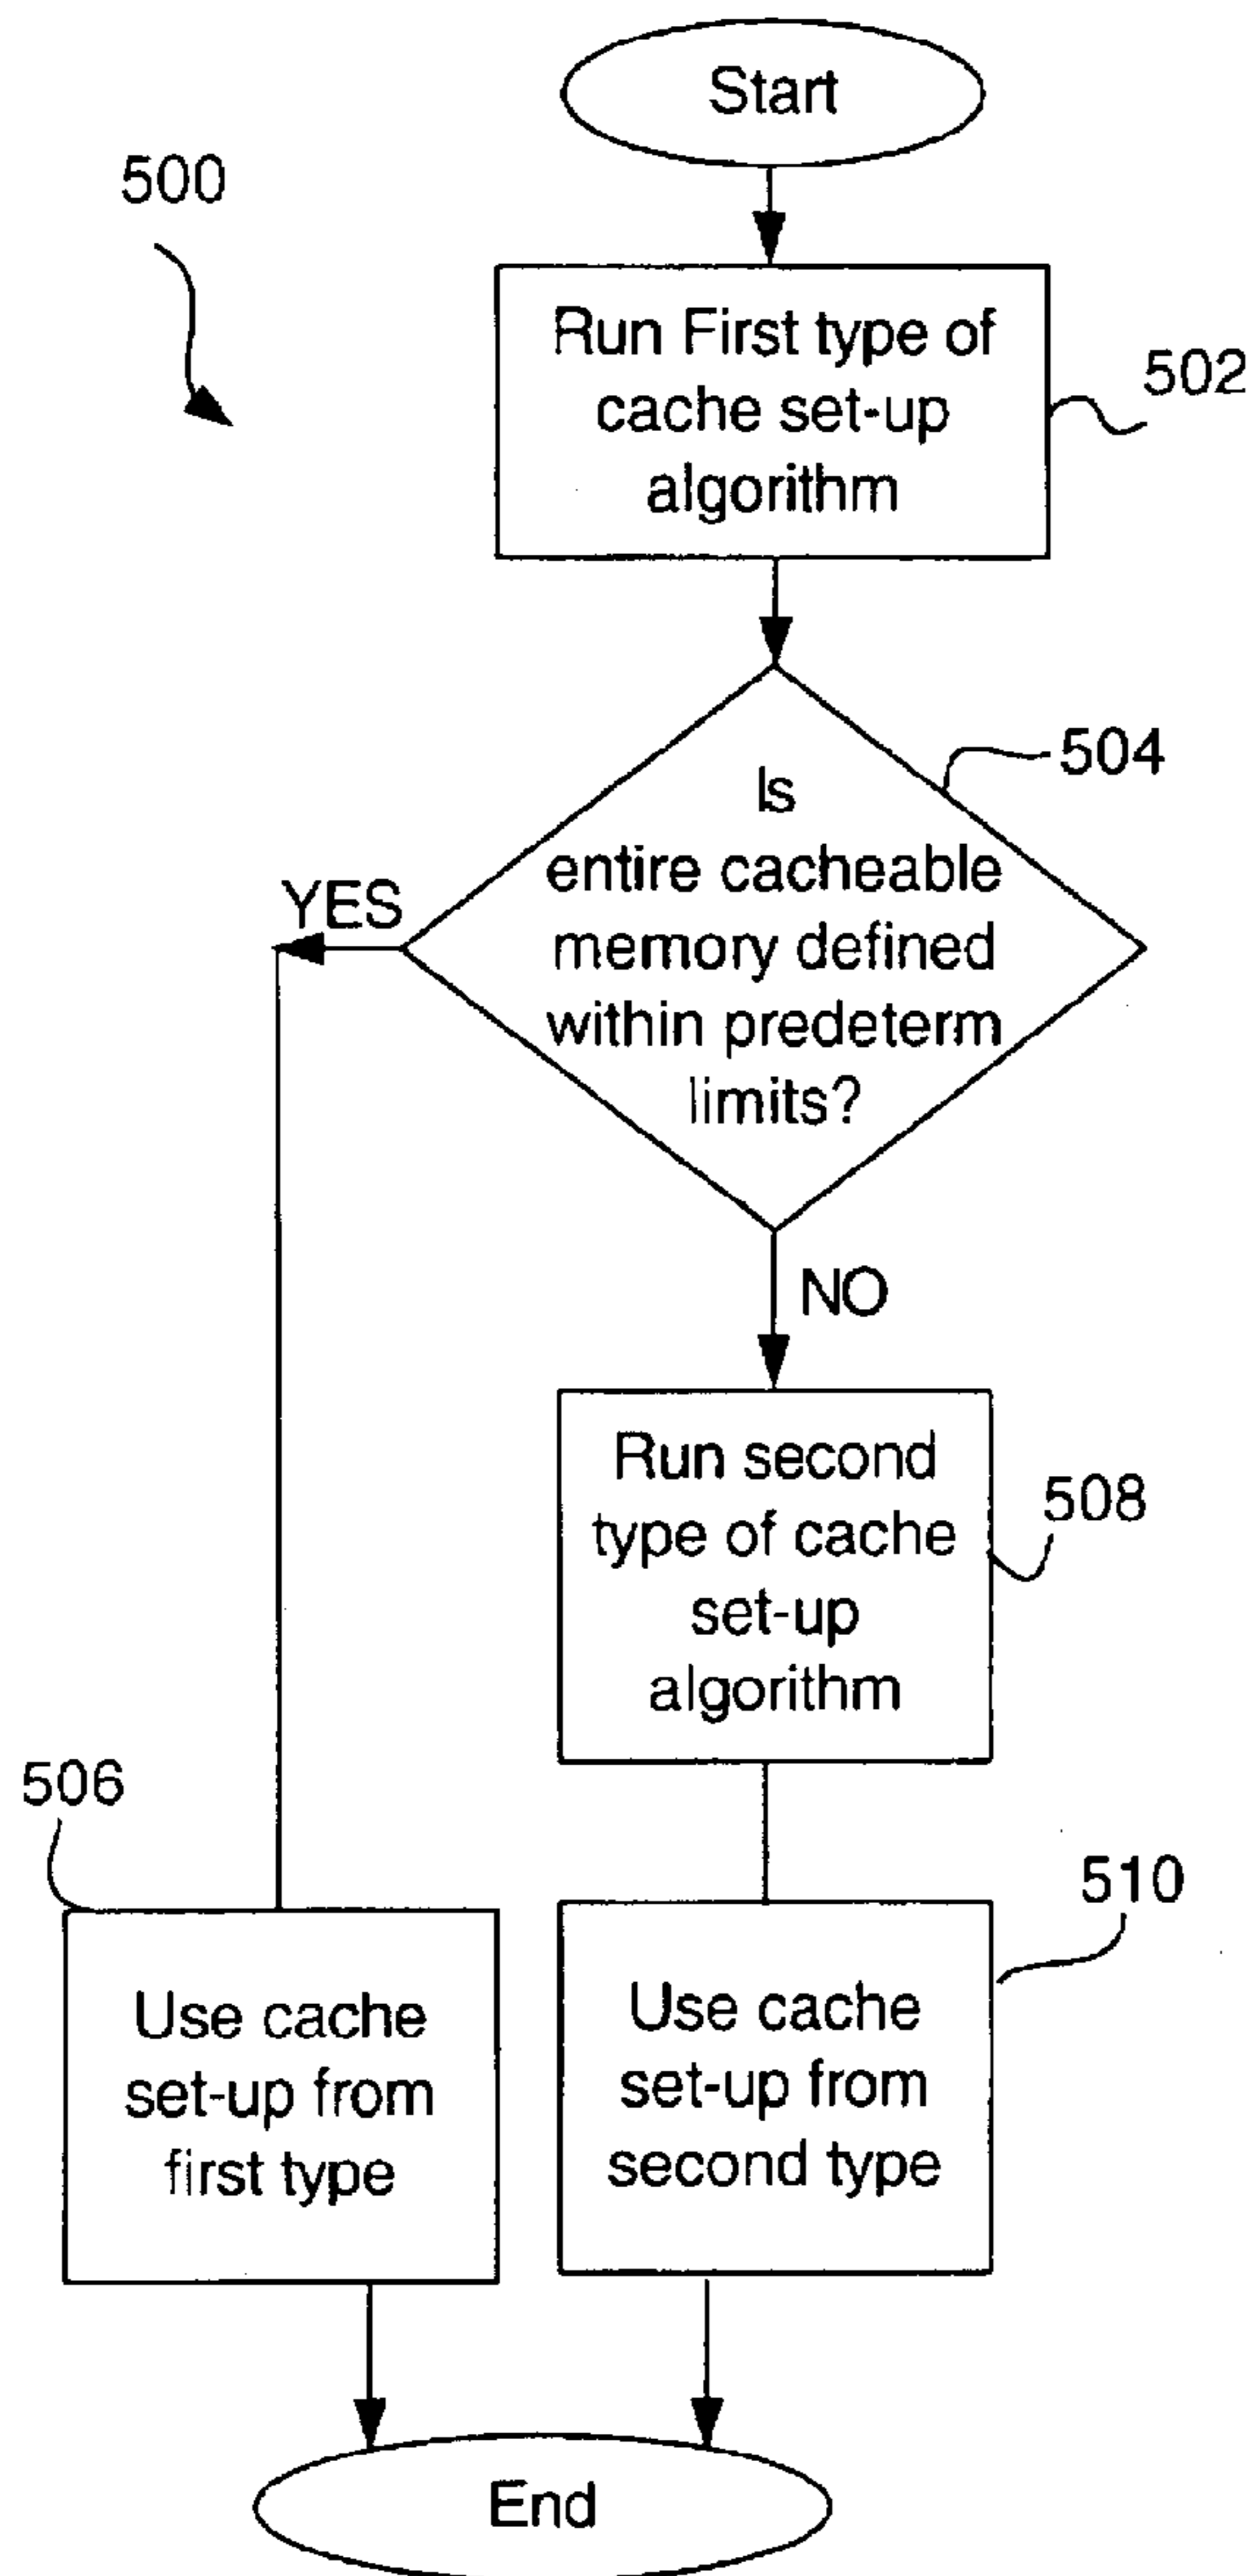 Start
500
Run First type of
cache set-up
algorithm
502
504
Is
entire cacheable
memory defined
within predeterm
limits?
YES
NO
Run second
type of cache
set-up
algorithm
508
506
Use cache
set-up from
first type
510
Use cache
set-up from
second type
End